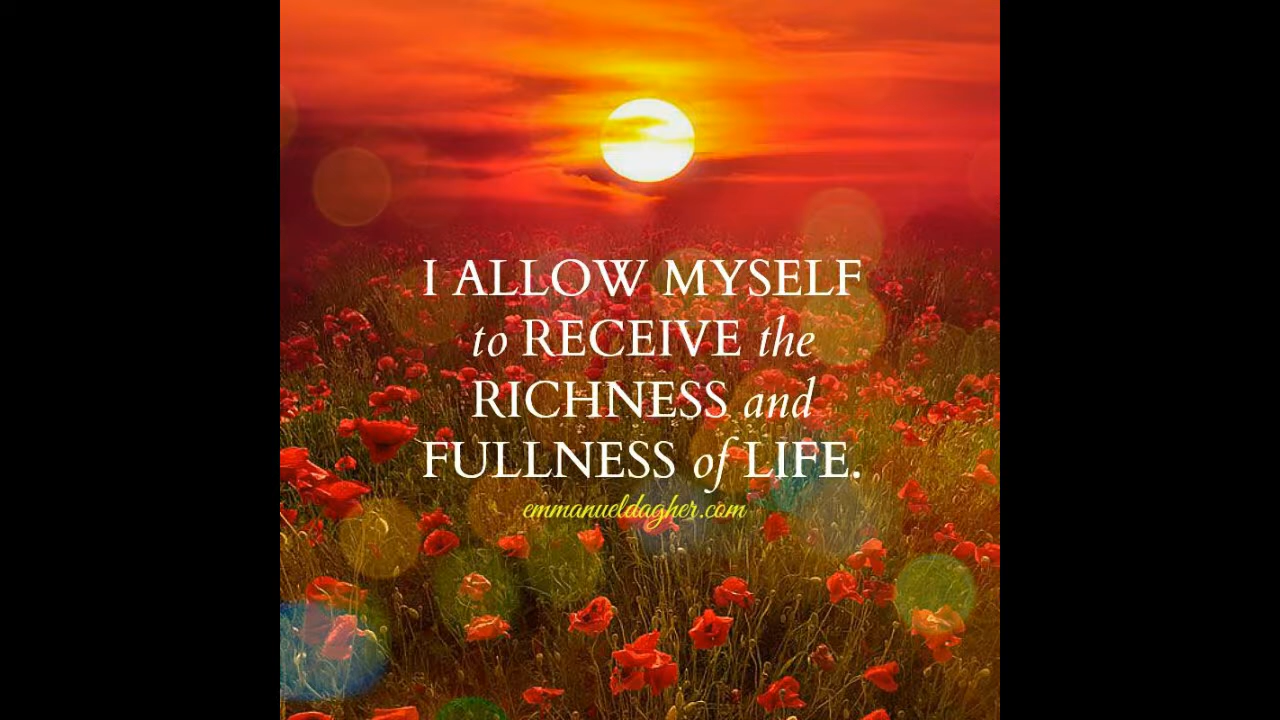 I ALLOW MYSELF
to RECEIVE the
RICHNESS and
FULLNESS of LIFE.
emmanueldagher.com